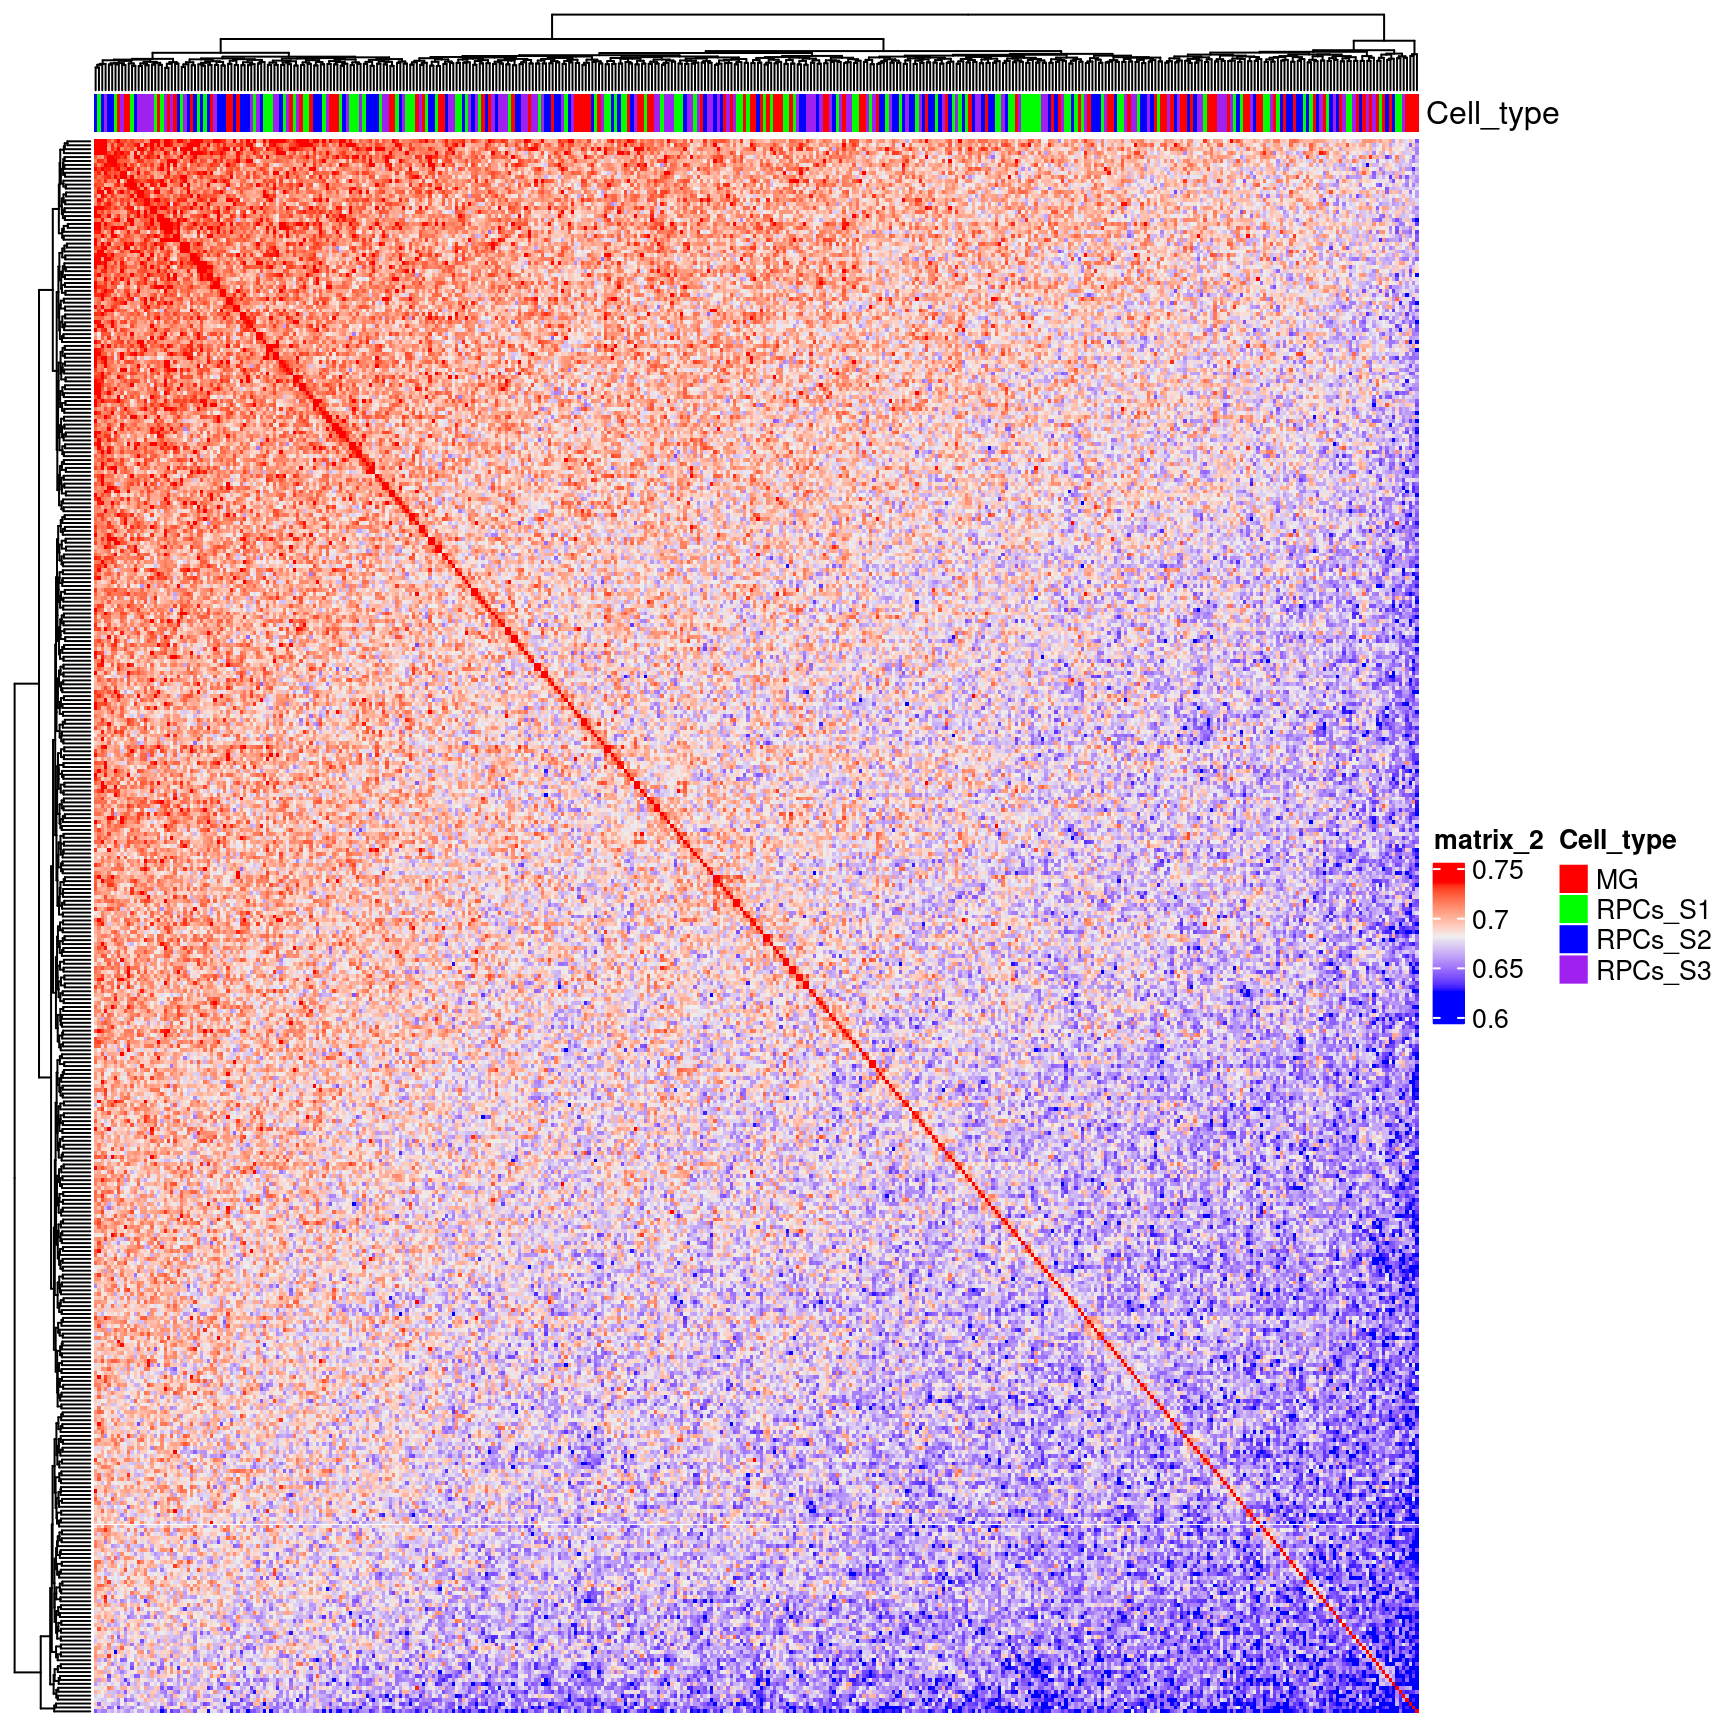 Cell_type
matrix_2 Cell_type
0.75
0.7
0.65
0.6
MG
RPCs_S1
RPCs_S2
RPCs_S3